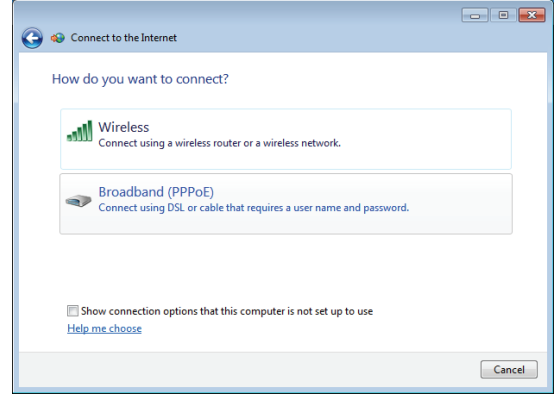 Connect to the Internet
How do you want to connect?
Wireless
Connect using a wireless router or a wireless network.
Broadband (PPPoE)
Connect using DSL or cable that requires a user name and password.
Show connection options that this computer is not set up to use
Help me choose
Cancel